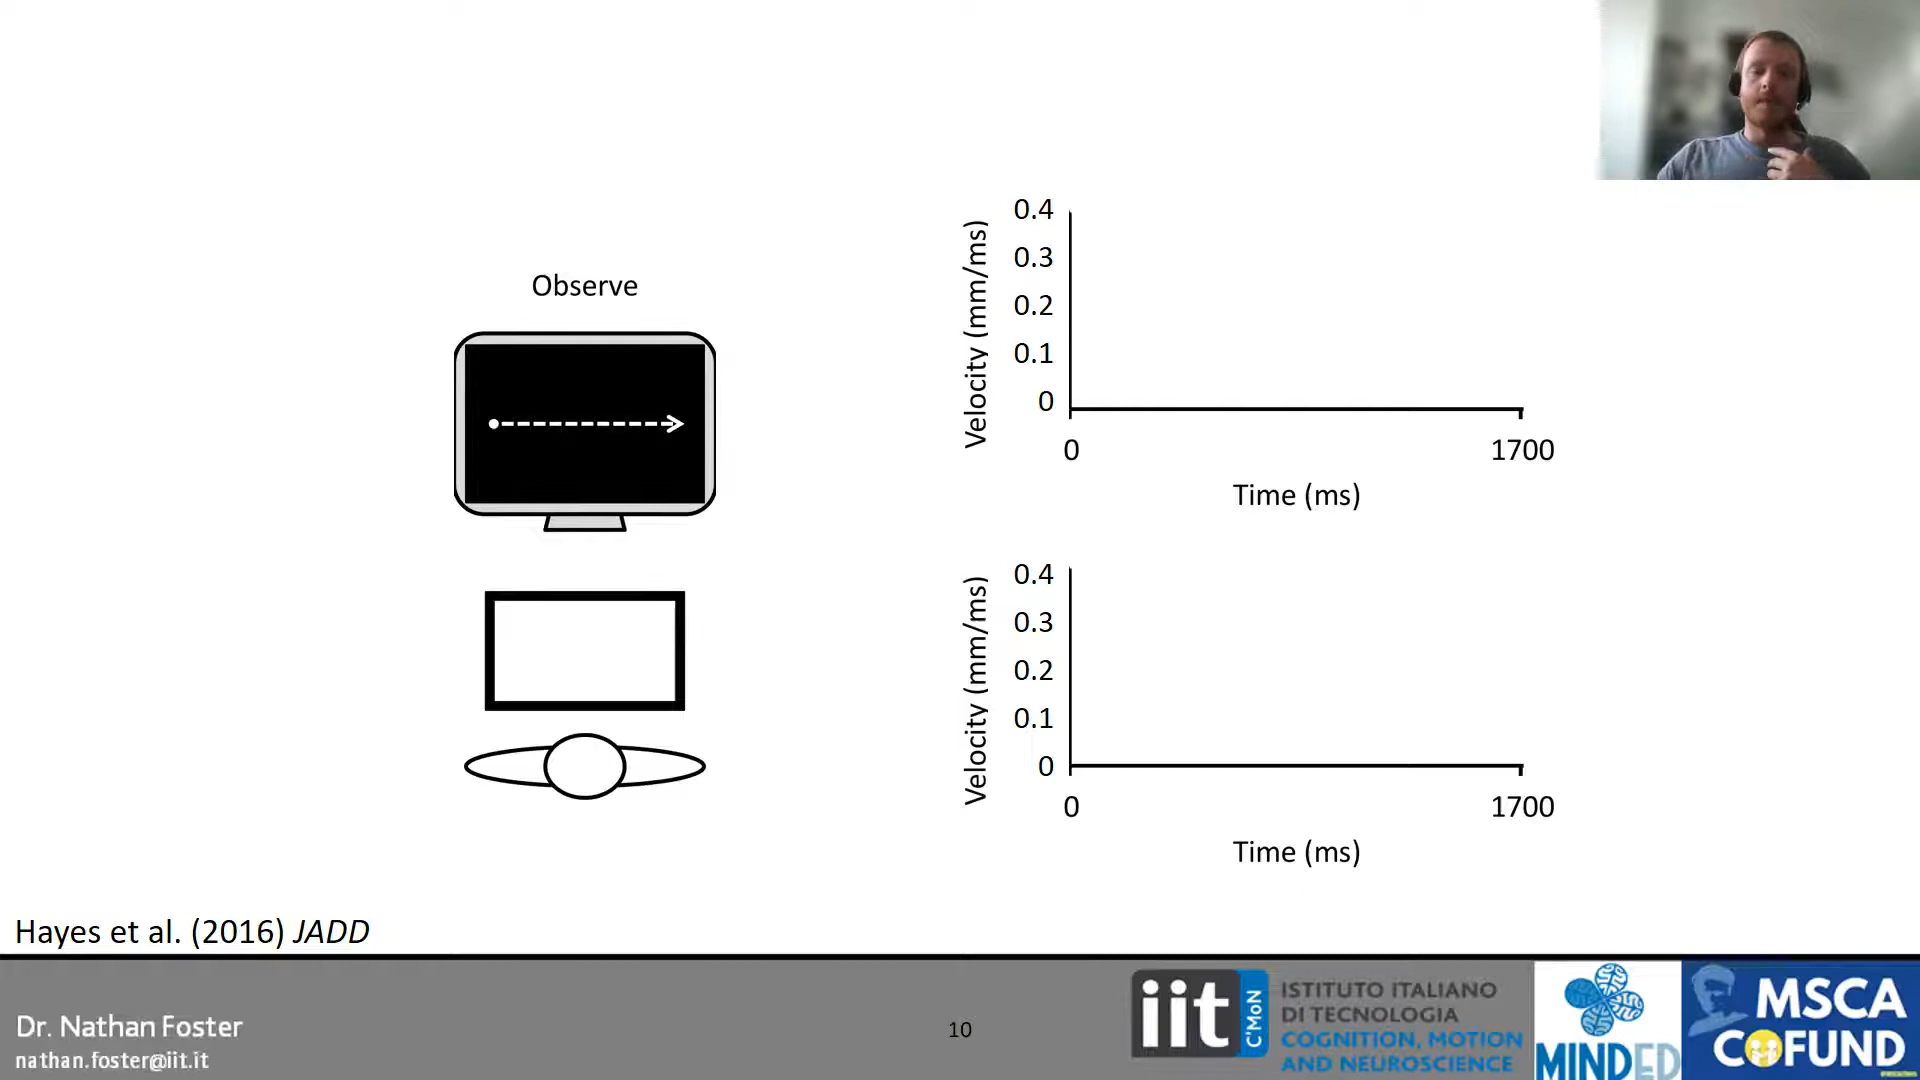 Observe
Velocity (mm/ms)
0.4
0.3
0.2
0.1
0
0
1700
Time (ms)
Velocity (mm/ms)
0.4
0.3
0.2
0.1
0
0
1700
Time (ms)
Hayes et al. (2016) JADD
Dr. Nathan Foster
nathan.foster@iit.it
10
iit
C'MoN
ISTITUTO ITALIANO
DI TECNOLOGIA
COGNITION, MOTION
AND NEUROSCIENCE
MINDED
MSCA
COFUND